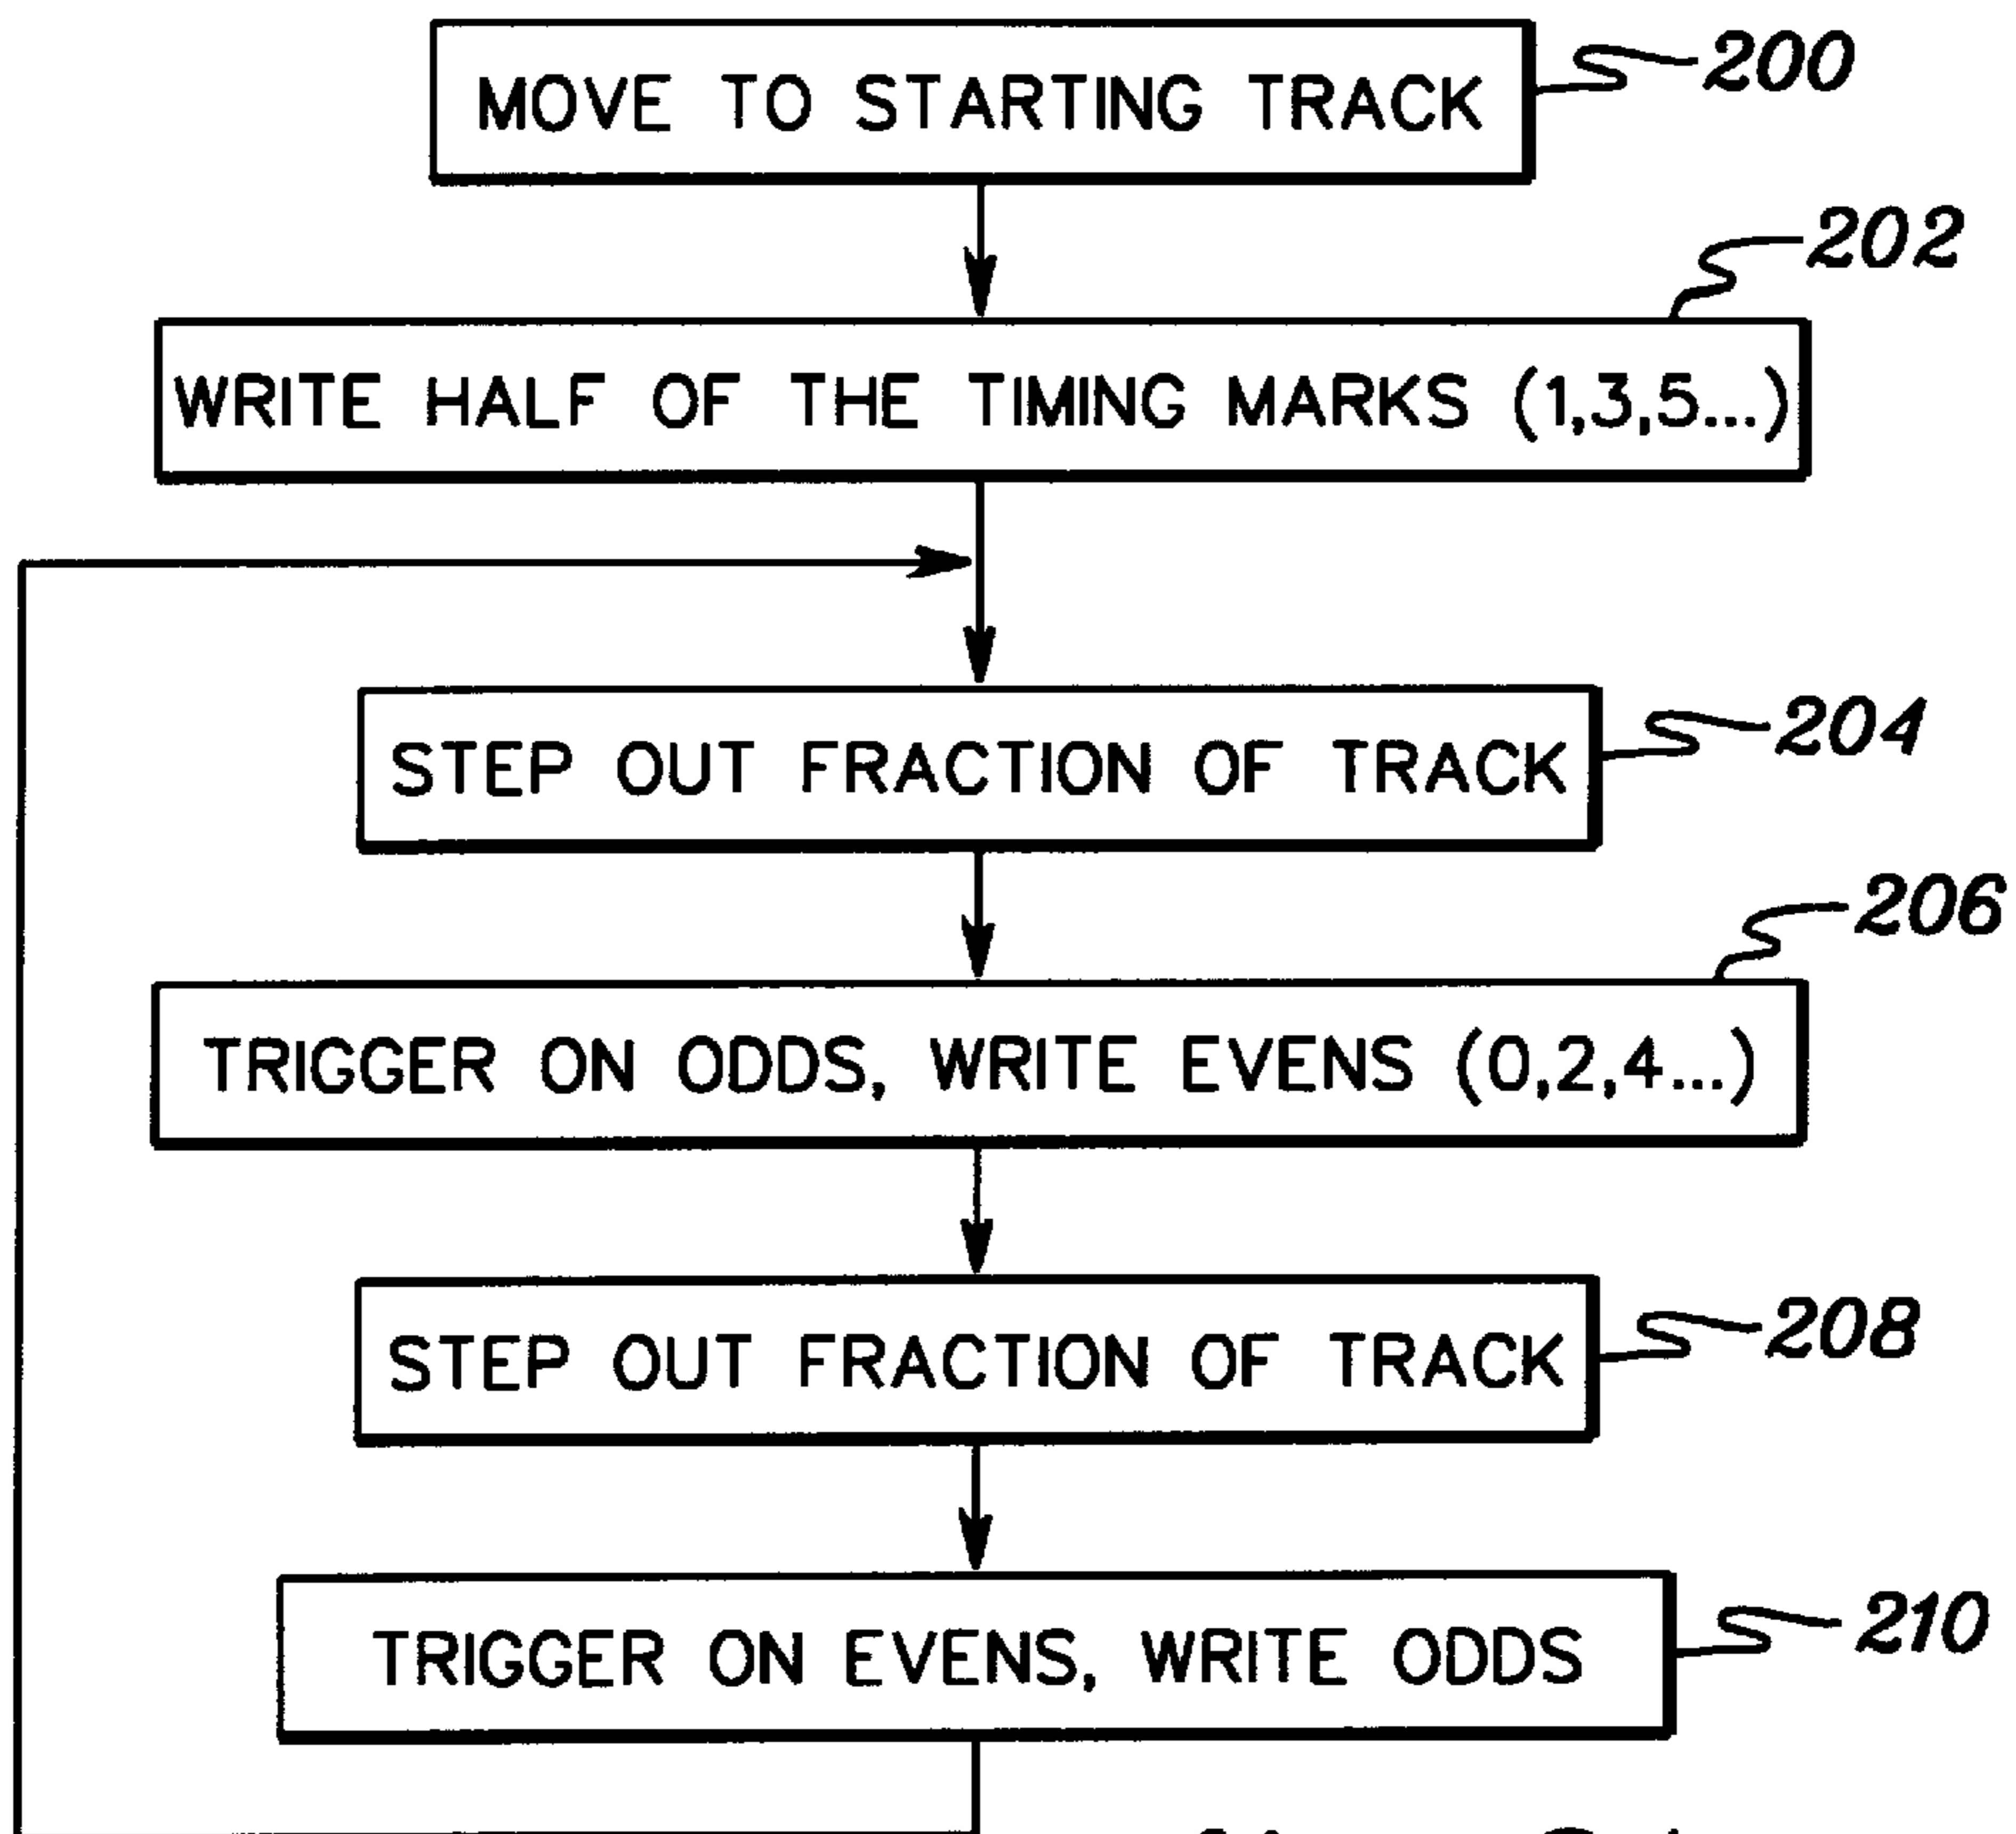 MOVE TO STARTING TRACK
200
202
WRITE HALF OF THE TIMING MARKS (1,3,5...)
STEP OUT FRACTION OF TRACK
204
206
TRIGGER ON ODDS, WRITE EVENS (0,2,4...)
STEP OUT FRACTION OF TRACK
208
TRIGGER ON EVENS, WRITE ODDS
210